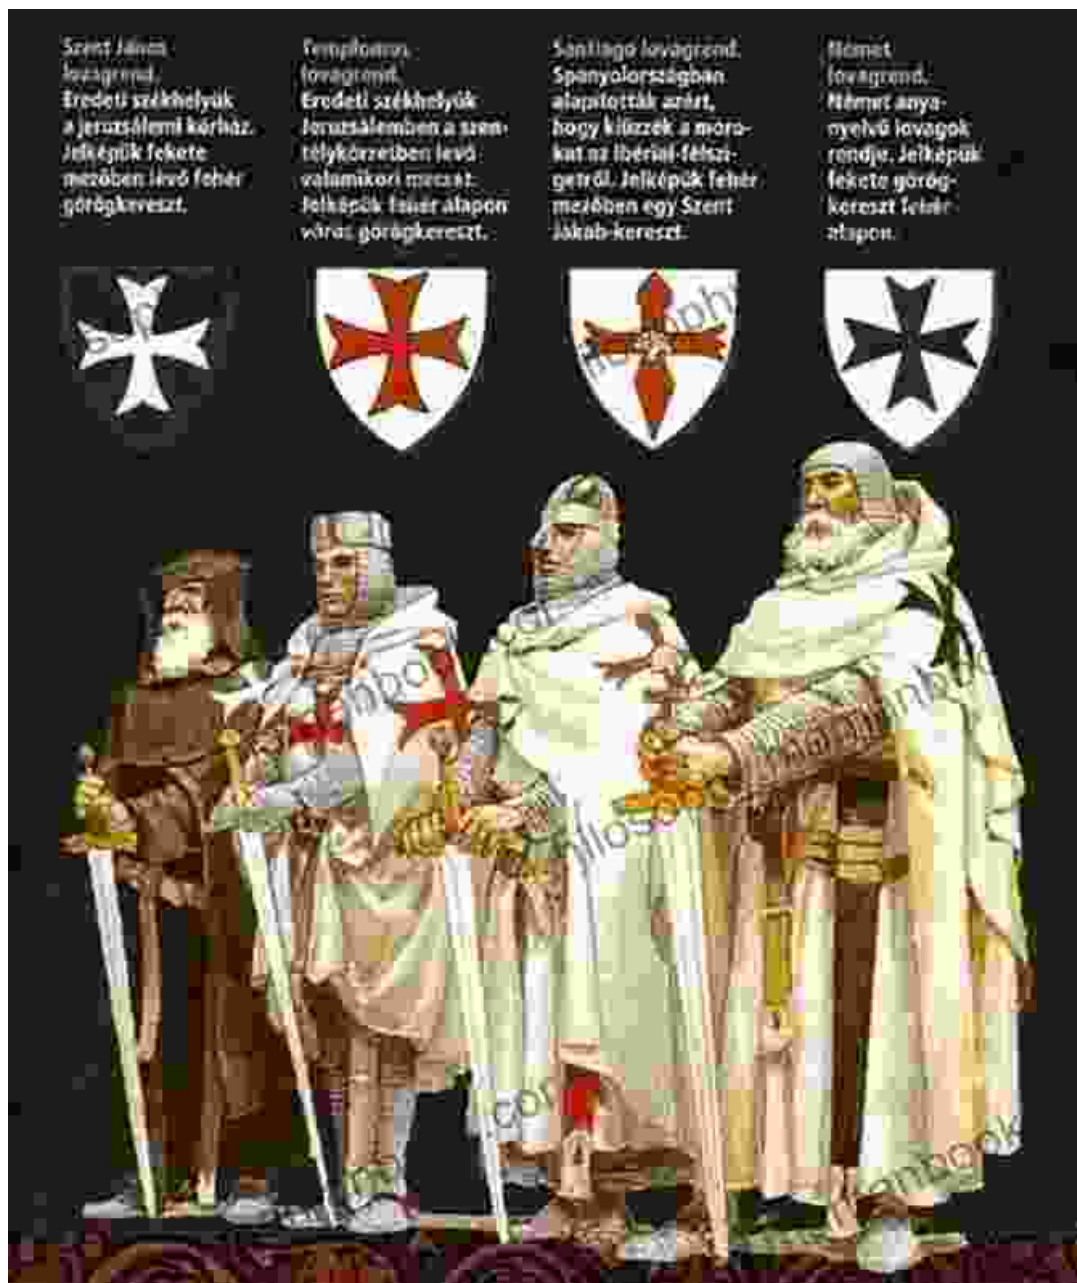 Szent János
lovagrend.
Eredeti székhelyük
a jeruzsálemi kórház.
Jelképük fekete
mezőben lévő fehér
görögkereszt.
Templomos
lovagrend.
Eredeti székhelyük
Jeruzsálemben a szen-
télykörzetben levő
valamikori mecset.
Jelképük fehér alapon
vörös görögkereszt.
Santiago lovagrend.
Spanyolországban
alapították azért,
hogy kiűzzék a móro-
kat az Ibériai-félszi-
getről. Jelképük fehér
mezőben egy Szent
Jakab-kereszt.
Német
lovagrend.
Német anya-
nyelvű lovagok
rendje. Jelképük
fekete görög-
kereszt fehér
alapon.